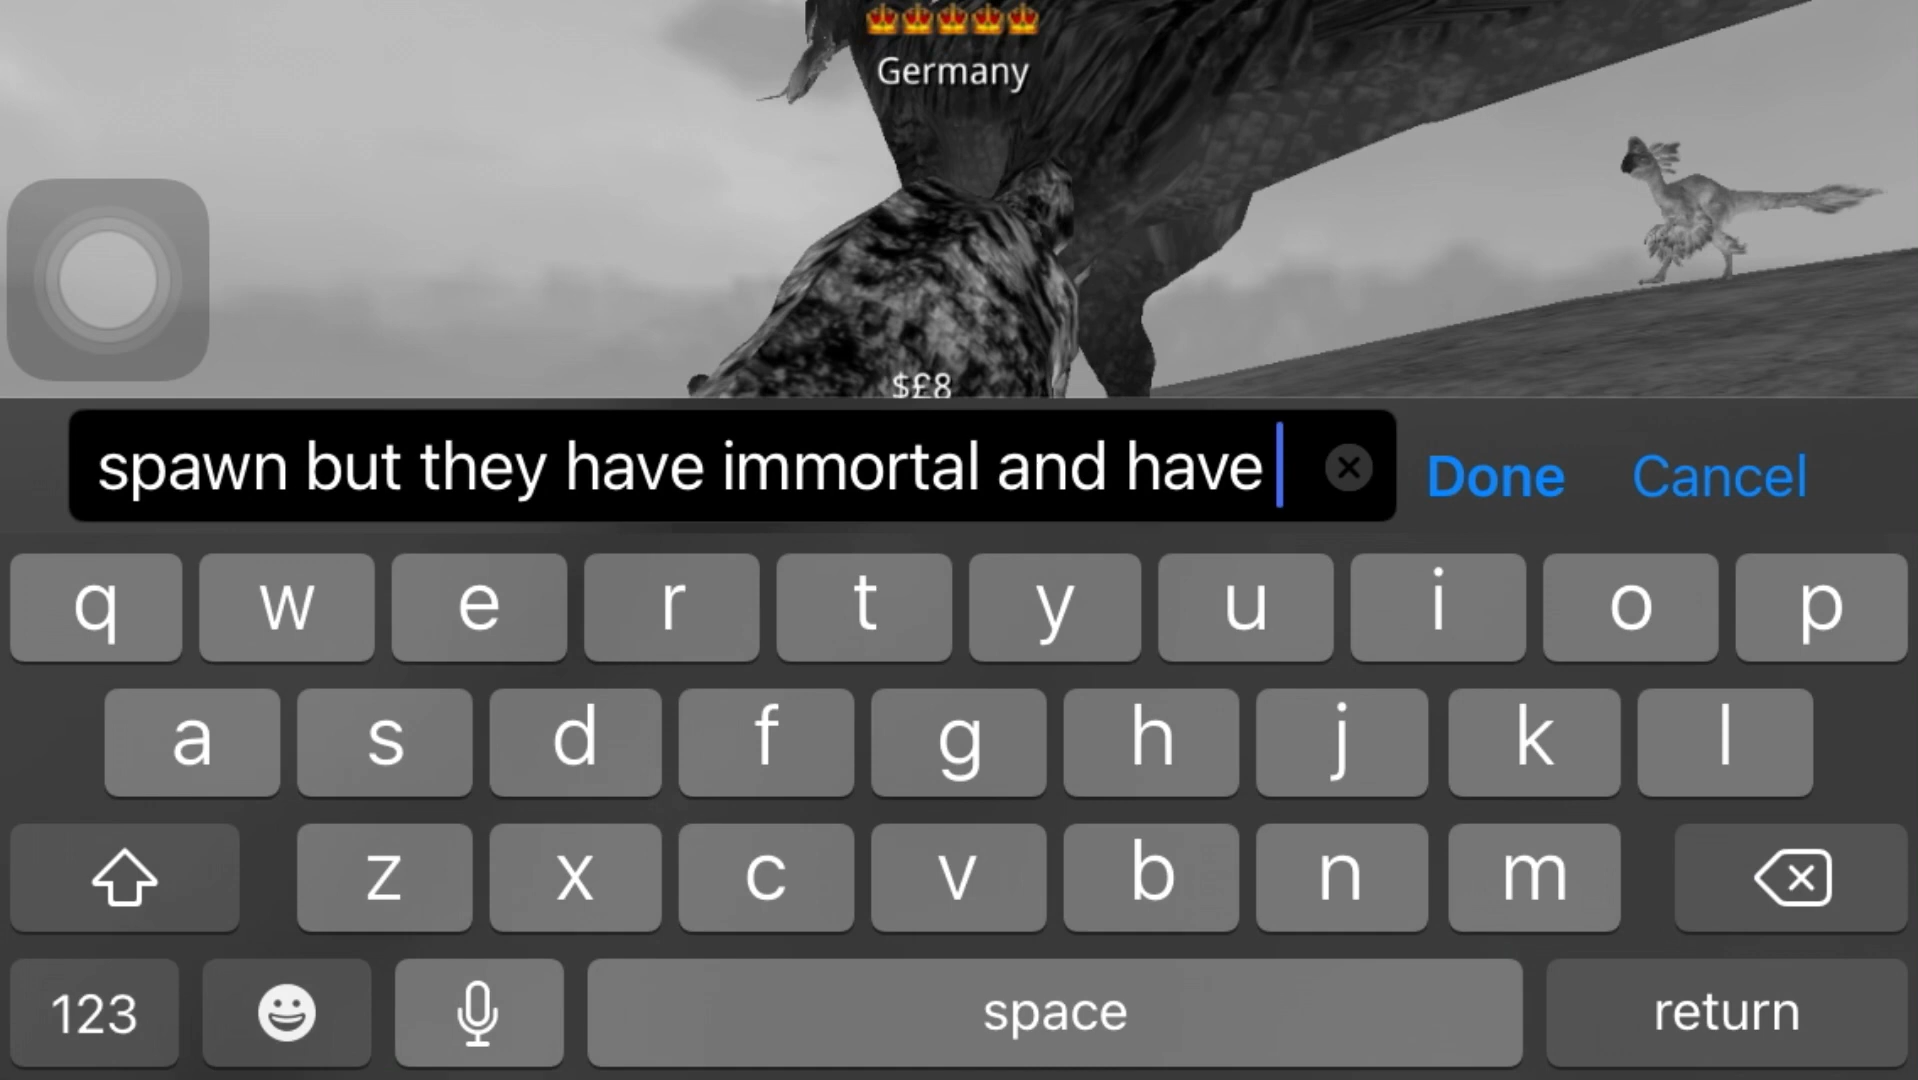 👑👑👑👑👑
Germany
$£8
spawn but they have immortal and have
Done
Cancel
q w e r t y u i o p
a s d f g h j k l
z x c v b n m
123
space
return